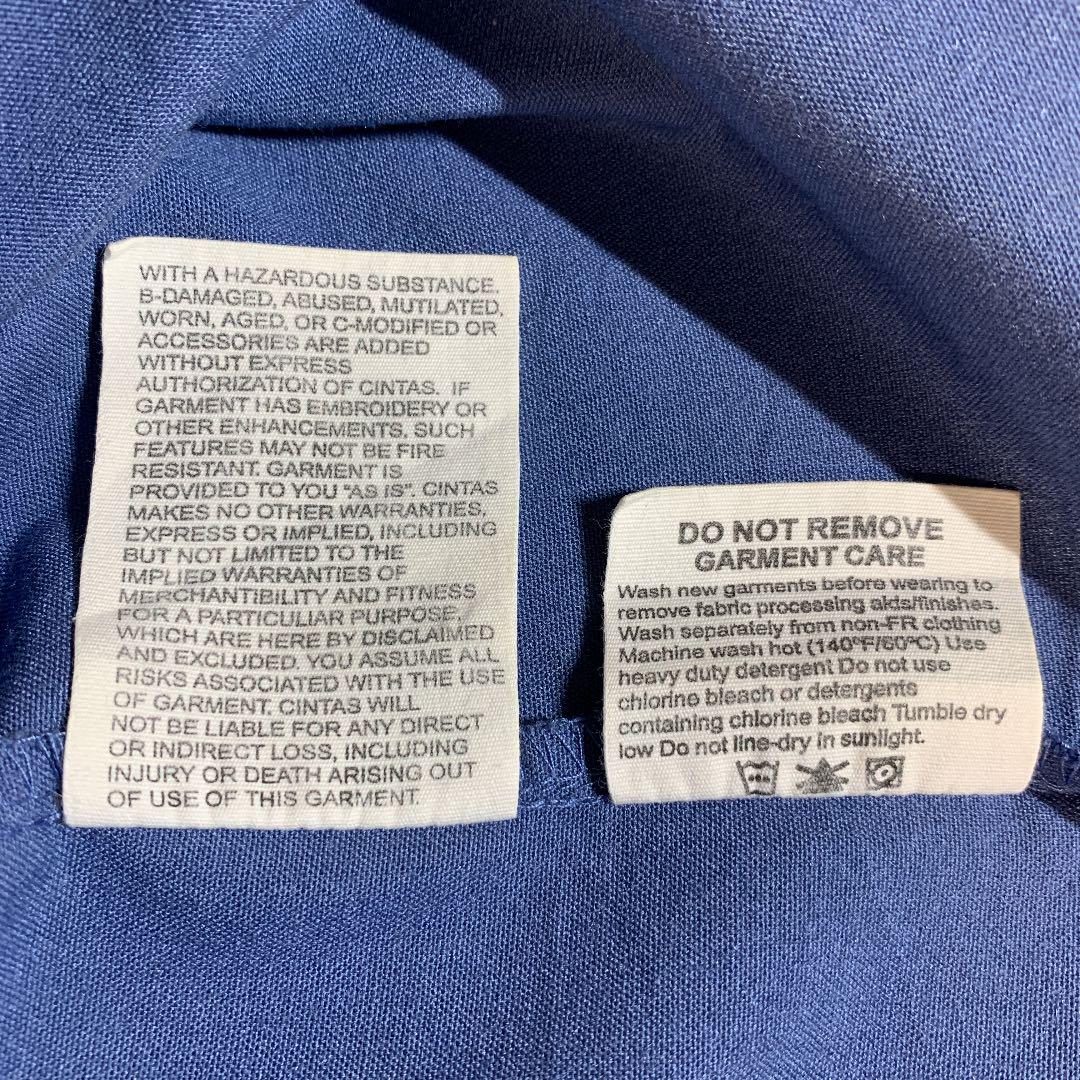 WITH A HAZARDOUS SUBSTANCE.
B-DAMAGED, ABUSED, MUTILATED,
WORN, AGED, OR C-MODIFIED OR
ACCESSORIES ARE ADDED
WITHOUT EXPRESS
AUTHORIZATION OF CINTAS. IF
GARMENT HAS EMBROIDERY OR
OTHER ENHANCEMENTS, SUCH
FEATURES MAY NOT BE FIRE
RESISTANT. GARMENT IS
PROVIDED TO YOU "AS IS". CINTAS
MAKES NO OTHER WARRANTIES,
EXPRESS OR IMPLIED, INCLUDING
BUT NOT LIMITED TO THE
IMPLIED WARRANTIES OF
MERCHANTIBILITY AND FITNESS
FOR A PARTICULIAR PURPOSE,
WHICH ARE HERE BY DISCLAIMED
AND EXCLUDED. YOU ASSUME ALL
RISKS ASSOCIATED WITH THE USE
OF GARMENT. CINTAS WILL
NOT BE LIABLE FOR ANY DIRECT
OR INDIRECT LOSS, INCLUDING
INJURY OR DEATH ARISING OUT
OF USE OF THIS GARMENT.
DO NOT REMOVE
GARMENT CARE
Wash new garments before wearing to
remove fabric processing aids/finishes.
Wash separately from non-FR clothing
Machine wash hot (140°F/60°C) Use
heavy duty detergent Do not use
chlorine bleach or detergents
containing chlorine bleach Tumble dry
low Do not line-dry in sunlight.